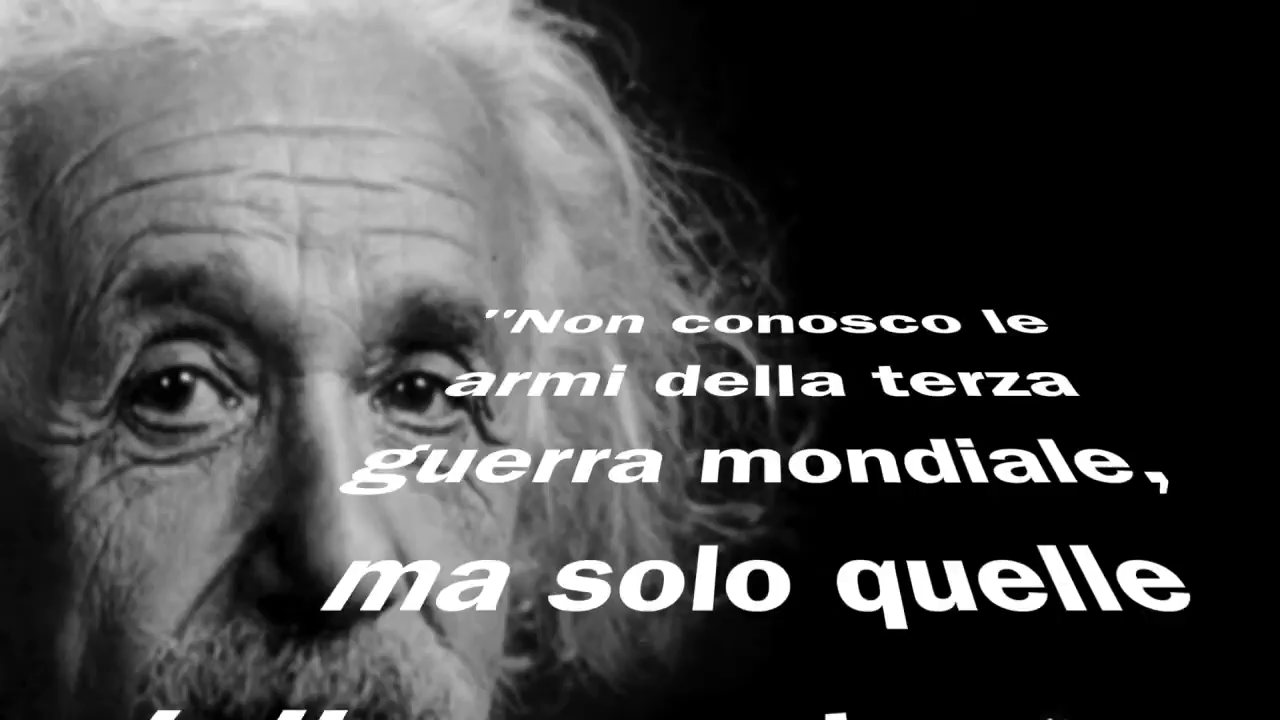 "Non conosco le
armi della terza
guerra mondiale,
ma solo quelle